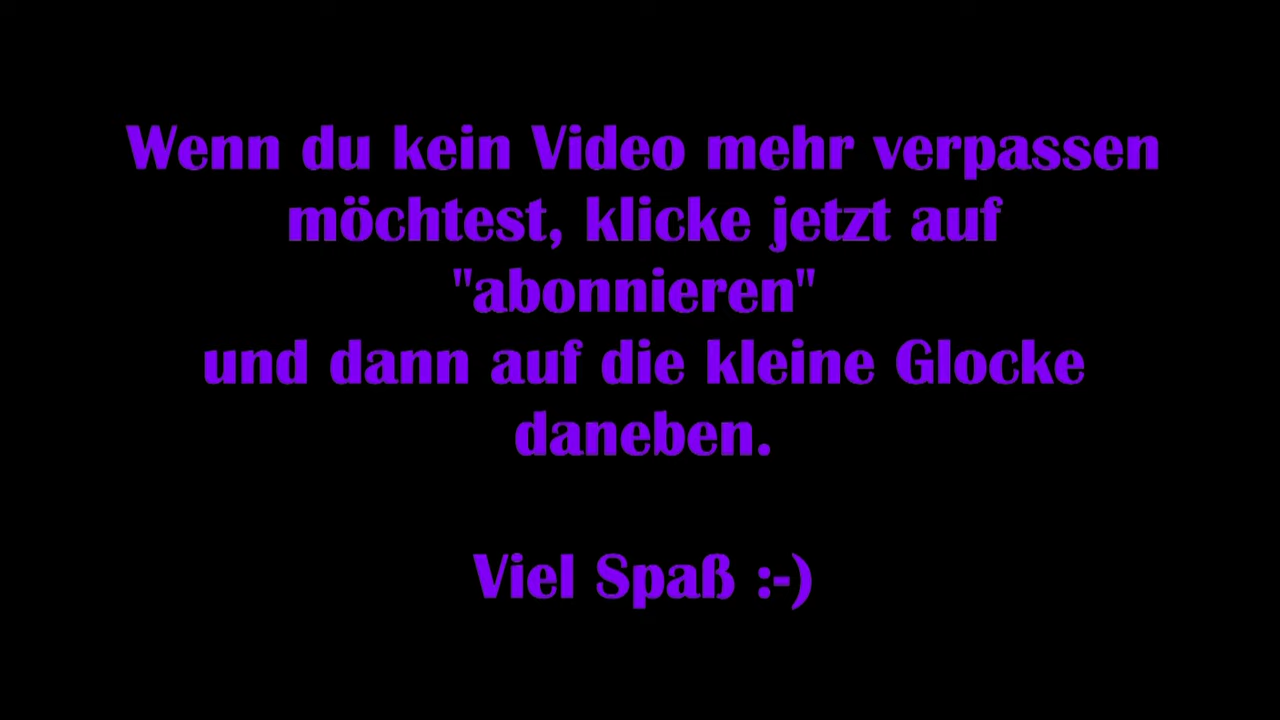 Wenn du kein Video mehr verpassen
möchtest, klicke jetzt auf
"abonnieren"
und dann auf die kleine Glocke
daneben.
Viel Spaß :-)